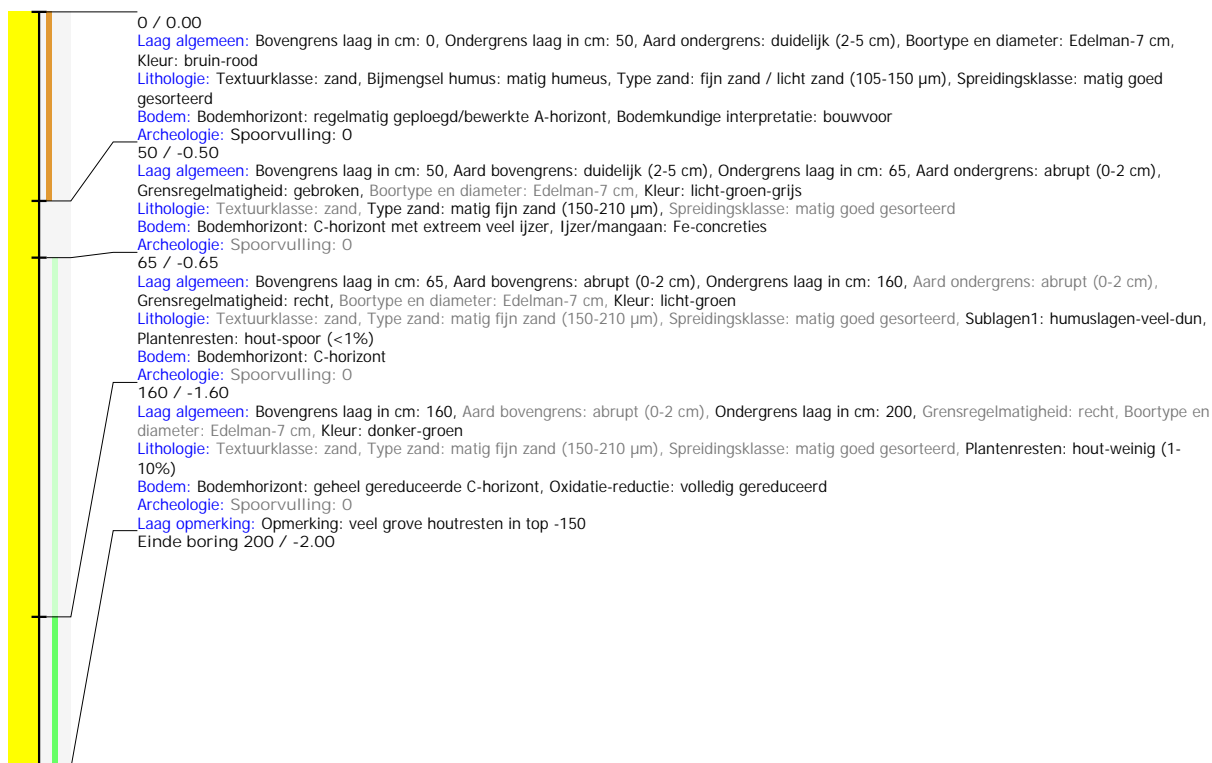 0 / 0.00
Laag algemeen: Bovengrens laag in cm: 0, Ondergrens laag in cm: 50, Aard ondergrens: duidelijk (2-5 cm), Boortype en diameter: Edelman-7 cm,
Kleur: bruin-rood
Lithologie: Textuurklasse: zand, Bijmengsel humus: matig humeus, Type zand: fijn zand / licht zand (105-150 µm), Spreidingsklasse: matig goed
gesorteerd
Bodem: Bodemhorizont: regelmatig geploegd/bewerkte A-horizont, Bodemkundige interpretatie: bouwvoor
Archeologie: Spoorvulling: 0
50 / -0.50
Laag algemeen: Bovengrens laag in cm: 50, Aard bovengrens: duidelijk (2-5 cm), Ondergrens laag in cm: 65, Aard ondergrens: abrupt (0-2 cm),
Grensregelmatigheid: gebroken, Boortype en diameter: Edelman-7 cm, Kleur: licht-groen-grijs
Lithologie: Textuurklasse: zand, Type zand: matig fijn zand (150-210 µm), Spreidingsklasse: matig goed gesorteerd
Bodem: Bodemhorizont: C-horizont met extreem veel ijzer, Ijzer/mangaan: Fe-concreties
Archeologie: Spoorvulling: 0
65 / -0.65
Laag algemeen: Bovengrens laag in cm: 65, Aard bovengrens: abrupt (0-2 cm), Ondergrens laag in cm: 160, Aard ondergrens: abrupt (0-2 cm),
Grensregelmatigheid: recht, Boortype en diameter: Edelman-7 cm, Kleur: licht-groen
Lithologie: Textuurklasse: zand, Type zand: matig fijn zand (150-210 µm), Spreidingsklasse: matig goed gesorteerd, Sublagen1: humuslagen-veel-dun,
Plantenresten: hout-spoor (<1%)
Bodem: Bodemhorizont: C-horizont
Archeologie: Spoorvulling: 0
160 / -1.60
Laag algemeen: Bovengrens laag in cm: 160, Aard bovengrens: abrupt (0-2 cm), Ondergrens laag in cm: 200, Grensregelmatigheid: recht, Boortype en
diameter: Edelman-7 cm, Kleur: donker-groen
Lithologie: Textuurklasse: zand, Type zand: matig fijn zand (150-210 µm), Spreidingsklasse: matig goed gesorteerd, Plantenresten: hout-weinig (1-
10%)
Bodem: Bodemhorizont: geheel gereduceerde C-horizont, Oxidatie-reductie: volledig gereduceerd
Archeologie: Spoorvulling: 0
Laag opmerking: Opmerking: veel grove houtresten in top -150
Einde boring 200 / -2.00